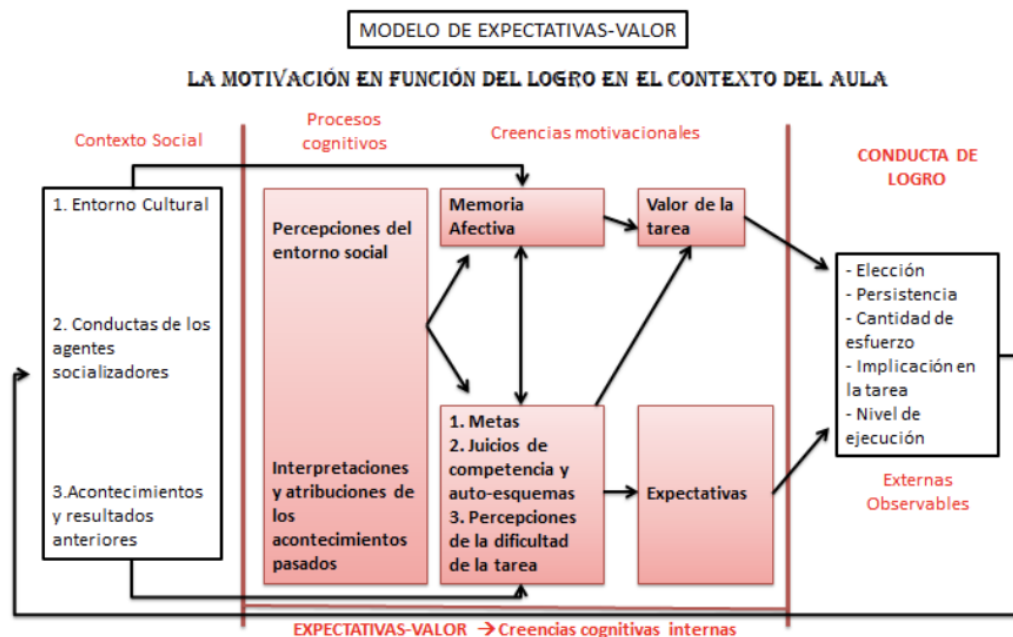 MODELO DE EXPECTATIVAS-VALOR
LA MOTIVACIÓN EN FUNCIÓN DEL LOGRO EN EL CONTEXTO DEL AULA
Contexto Social
Procesos
cognitivos
Creencias motivacionales
CONDUCTA DE
LOGRO
1. Entorno Cultural
2. Conductas de los
agentes
socializadores
3.Acontecimientos
y resultados
anteriores
Percepciones del
entorno social
Interpretaciones
y atribuciones de
los
acontecimientos
pasados
Memoria
Afectiva
Valor de la
tarea
1. Metas
2. Juicios de
competencia y
auto-esquemas
3. Percepciones
de la dificultad
de la tarea
Expectativas
- Elección
- Persistencia
- Cantidad de
esfuerzo
- Implicación en
la tarea
- Nivel de
ejecución
Externas
Observables
EXPECTATIVAS-VALOR → Creencias cognitivas internas